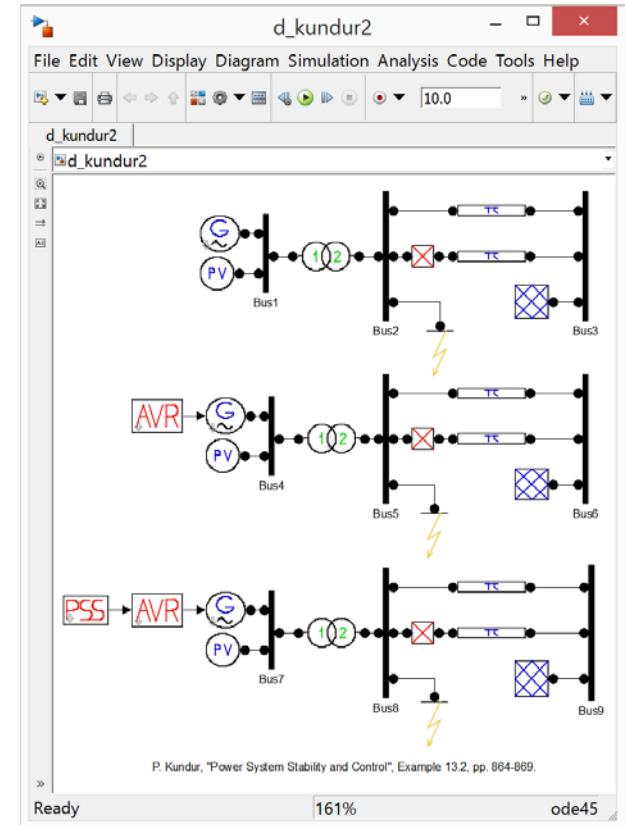 d_kundur2
File Edit View Display Diagram Simulation Analysis Code Tools Help
10.0 »
d_kundur2
d_kundur2
G
PV
Bus1
1 2
Bus2
π
π
Bus3
AVR
G
PV
Bus4
1 2
Bus5
π
π
Bus6
PSS
AVR
G
PV
Bus7
1 2
Bus8
π
π
Bus9
P. Kundur, "Power System Stability and Control", Example 13.2, pp. 864-869.
»
Ready 161% ode45